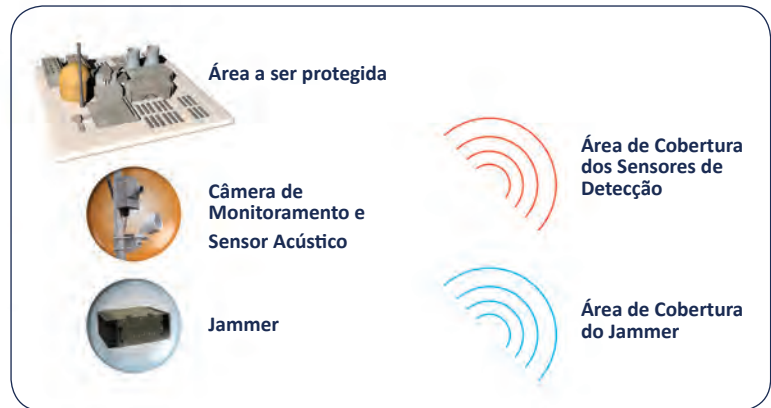 Área a ser protegida
Câmera de
Monitoramento e
Sensor Acústico
Jammer
Área de Cobertura
dos Sensores de
Detecção
Área de Cobertura
do Jammer